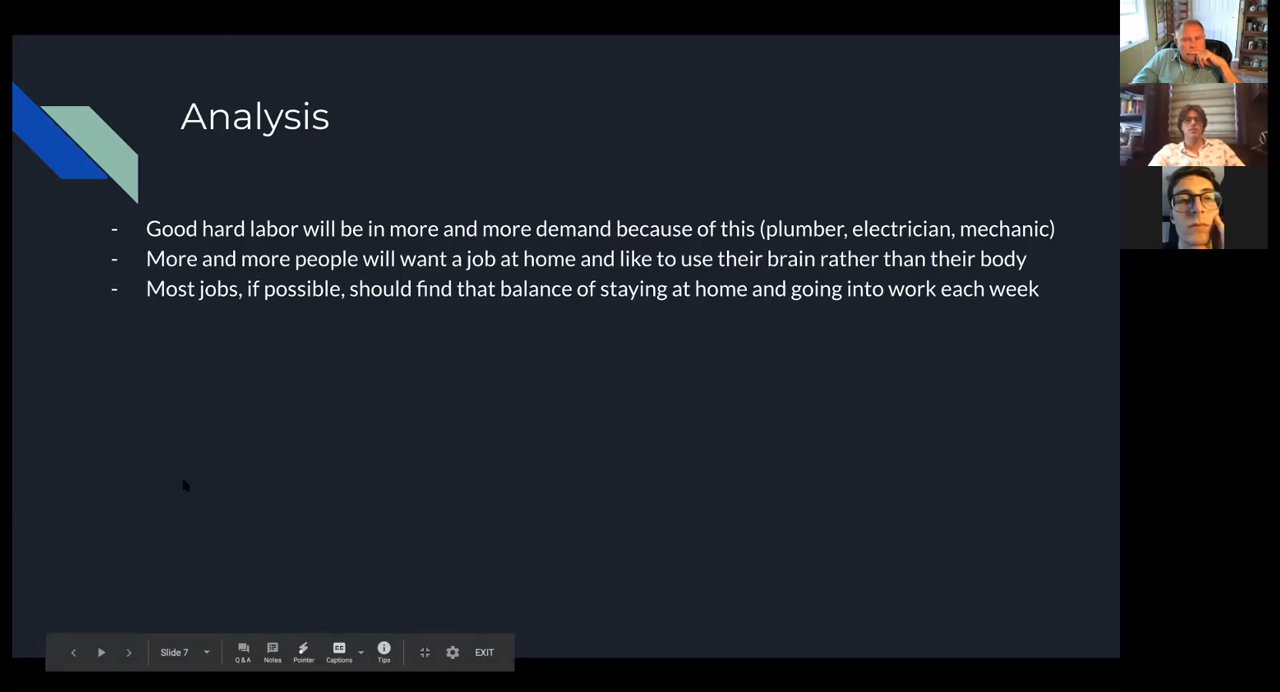 Analysis
- Good hard labor will be in more and more demand because of this (plumber, electrician, mechanic)
- More and more people will want a job at home and like to use their brain rather than their body
- Most jobs, if possible, should find that balance of staying at home and going into work each week
Slide 7
Q & A
Notes
Pointer
Captions
Tips
EXIT